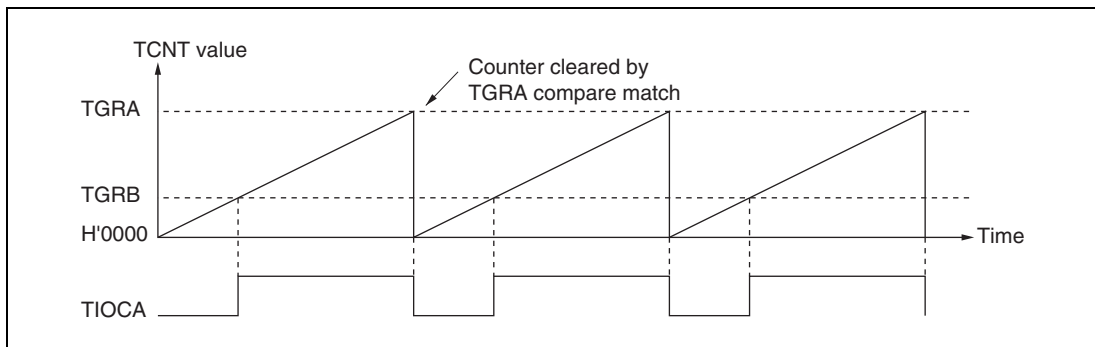 TCNT value
Counter cleared by
TGRA compare match
TGRA
TGRB
H'0000
Time
TIOCA